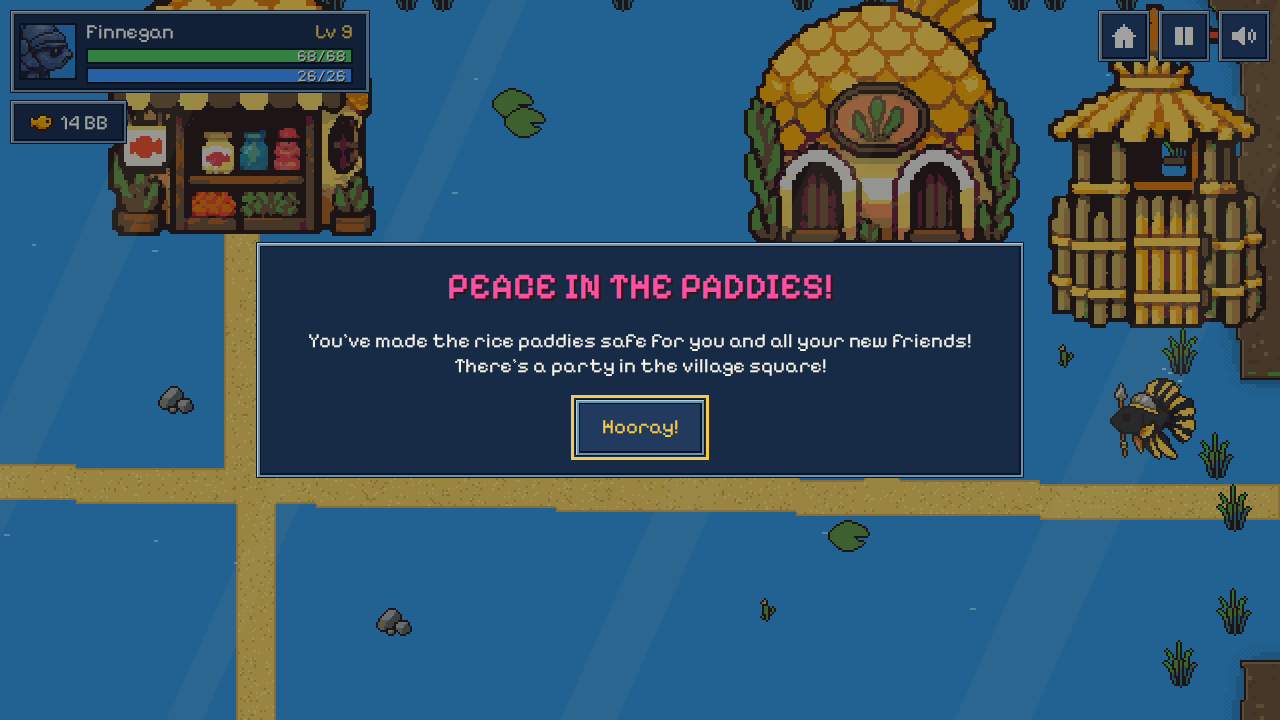 Finnegan Lv 9
68/68
26/26
14 BB
PEACE IN THE PADDIES!
You've made the rice paddies safe for you and all your new friends!
There's a party in the village square!
Hooray!